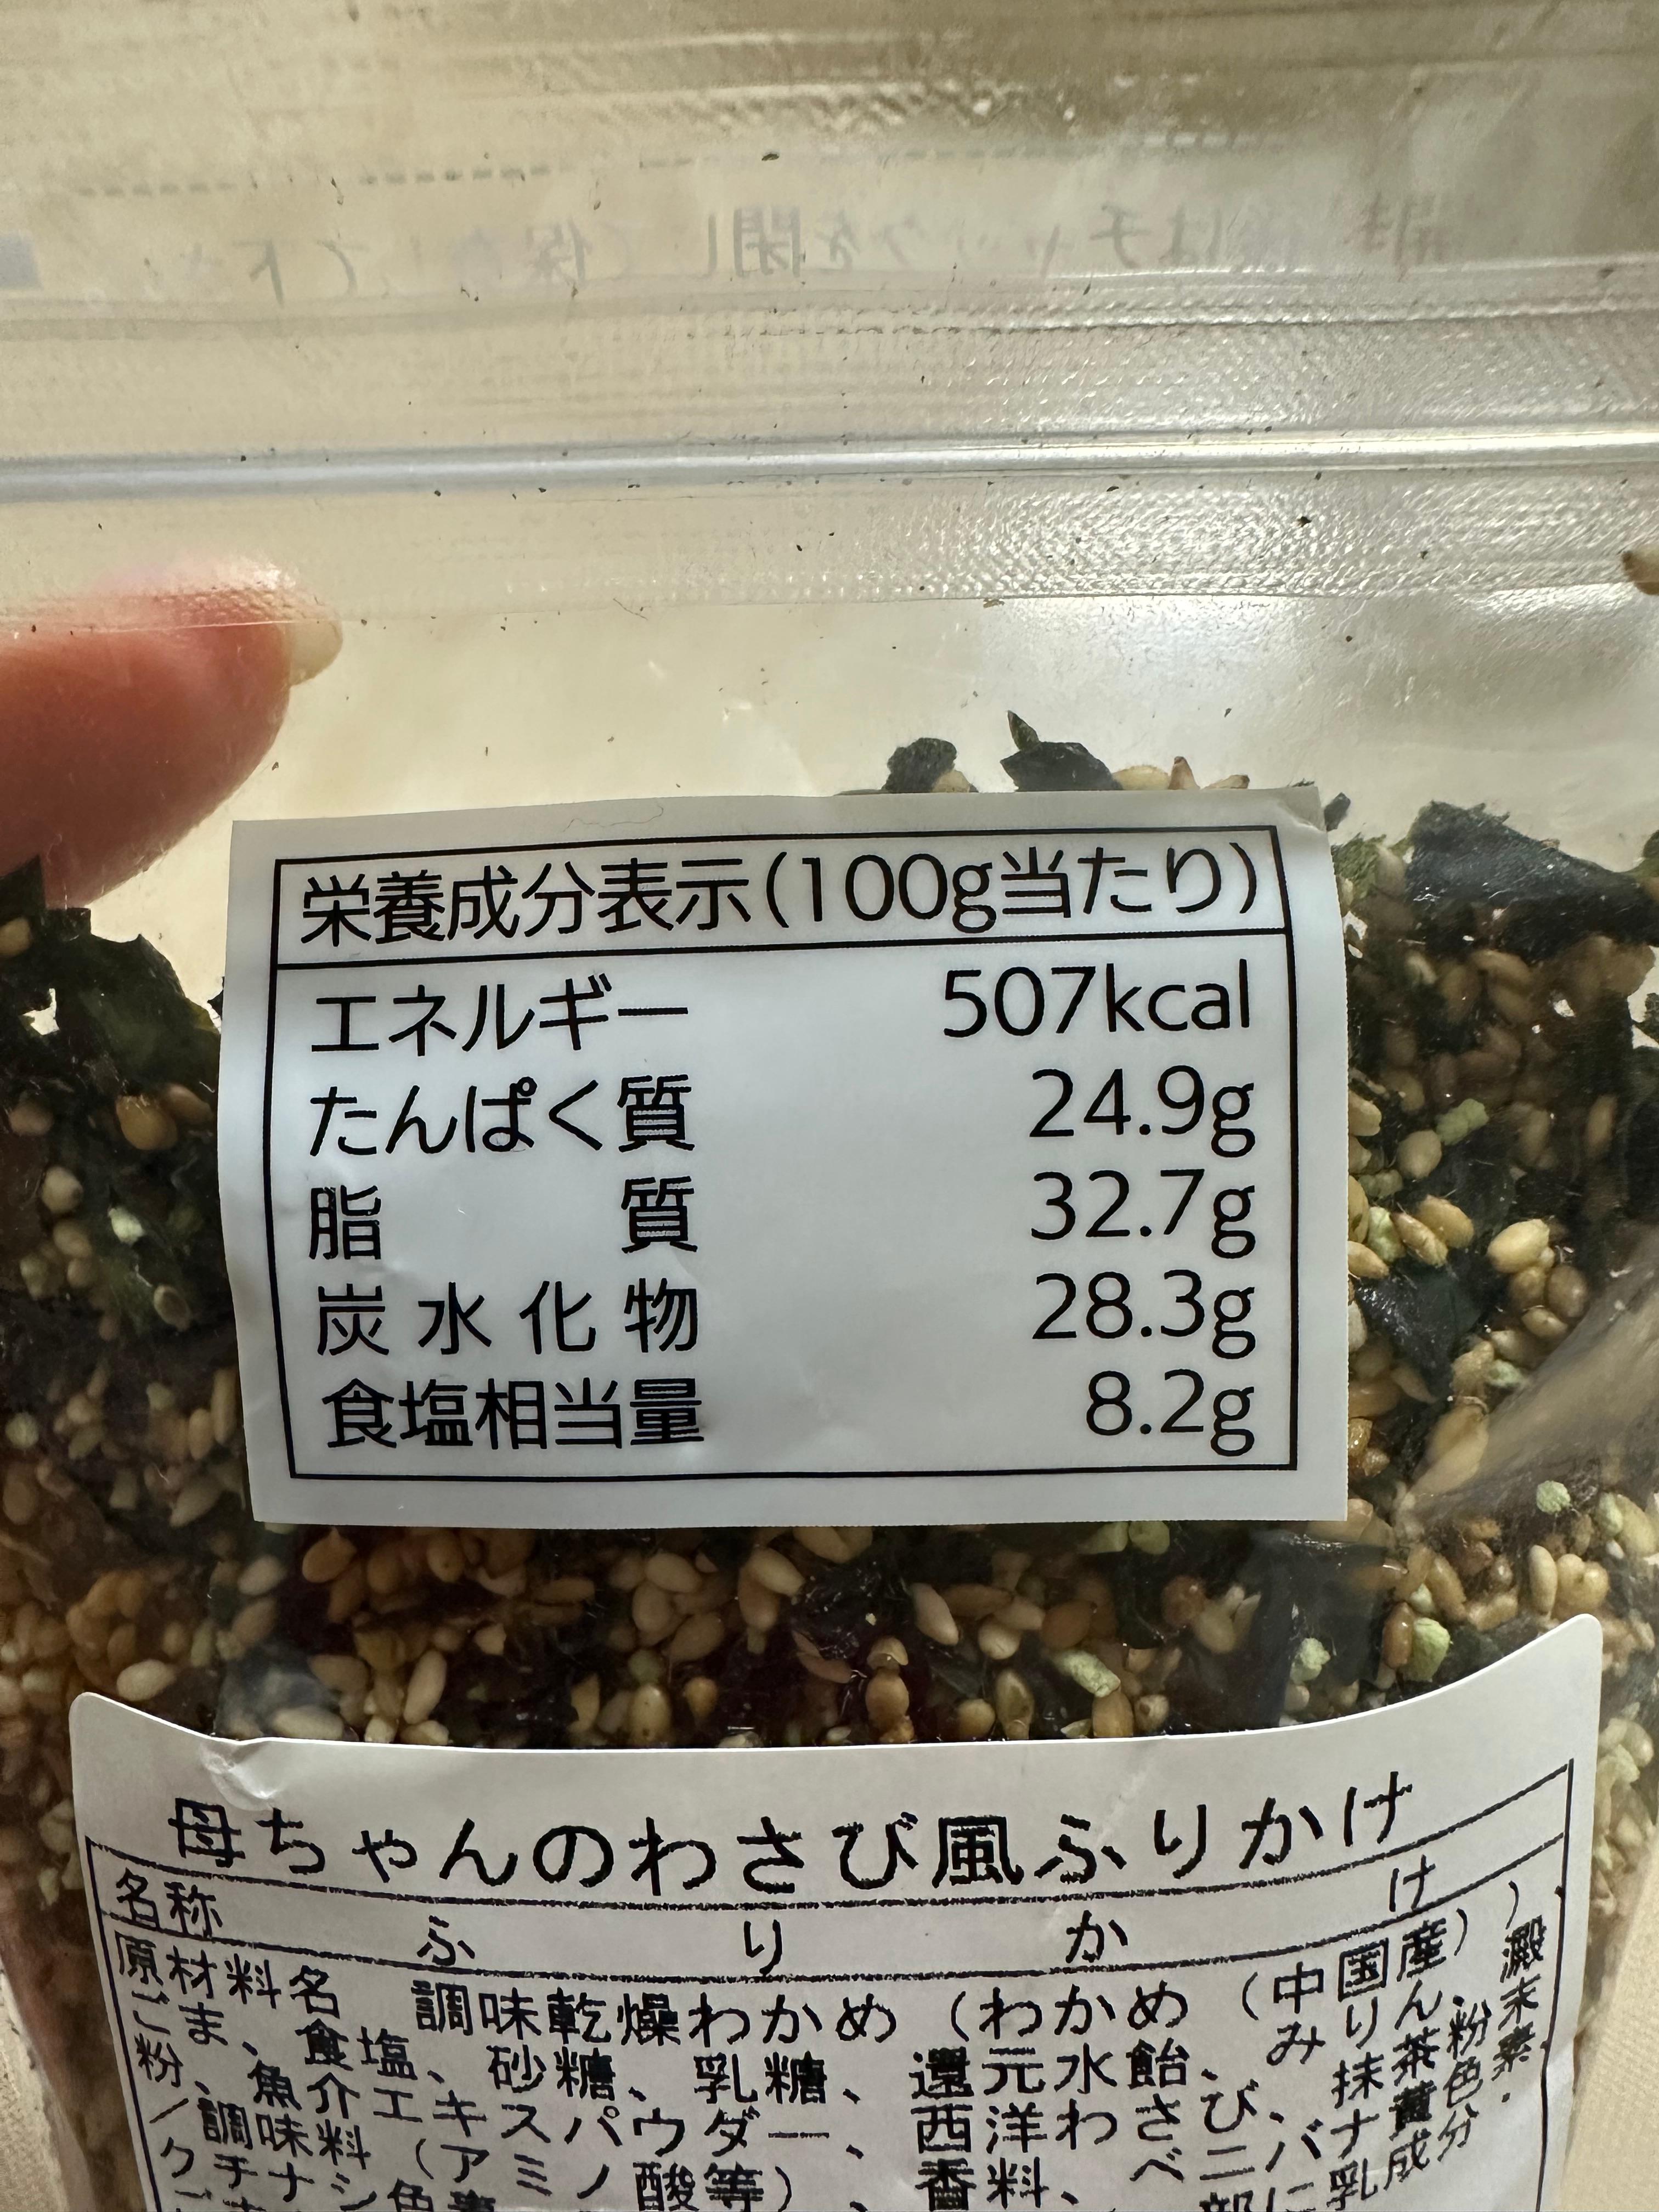 栄養成分表示(100g当たり)
エネルギー 507kcal
たんぱく質 24.9g
脂質 32.7g
炭水化物 28.3g
食塩相当量 8.2g
母ちゃんのわさび風ふりかけ
名称 ふりかけ
原材料名 調味乾燥わかめ（わかめ（中国産）
ごま、食塩、砂糖、乳糖、還元水飴、みりん、澱
粉、魚介エキスパウダー、西洋わさび、抹茶粉末
／調味料（アミノ酸等）、香料、